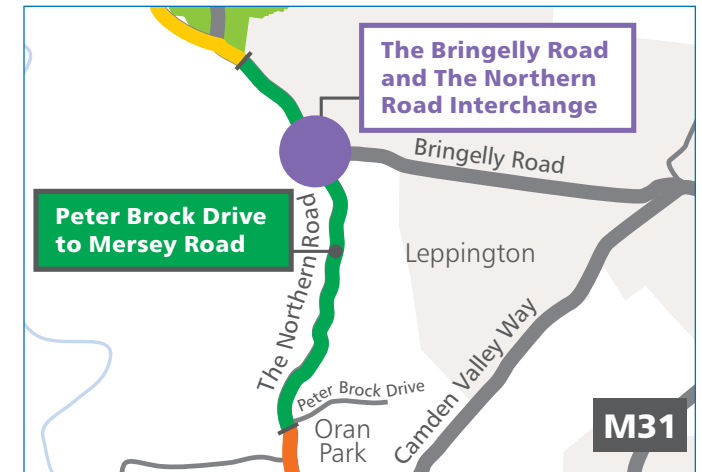 The Bringelly Road
and The Northern
Road Interchange
Bringelly Road
Peter Brock Drive
to Mersey Road
The Northern Road
Leppington
Camden Valley Way
Peter Brock Drive
Oran
Park
M31